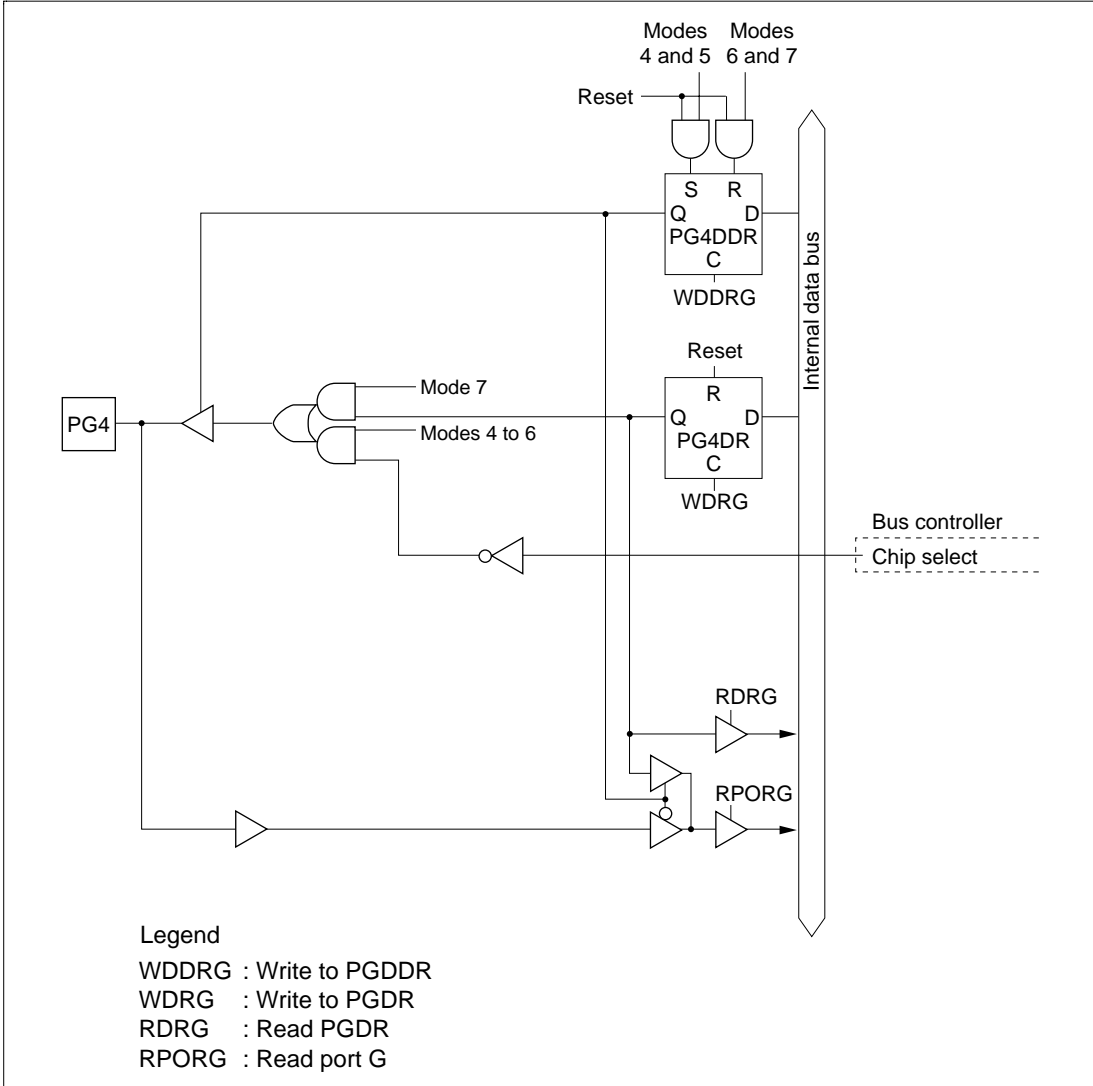 Modes 4 and 5
Modes 6 and 7
Reset
S R
Q D
PG4DDR
C
WDDRG
Internal data bus
Reset
R
Q D
PG4DR
C
WDRG
Mode 7
PG4
Modes 4 to 6
Bus controller
Chip select
RDRG
RPORG
Legend
WDDRG : Write to PGDDR
WDRG : Write to PGDR
RDRG : Read PGDR
RPORG : Read port G